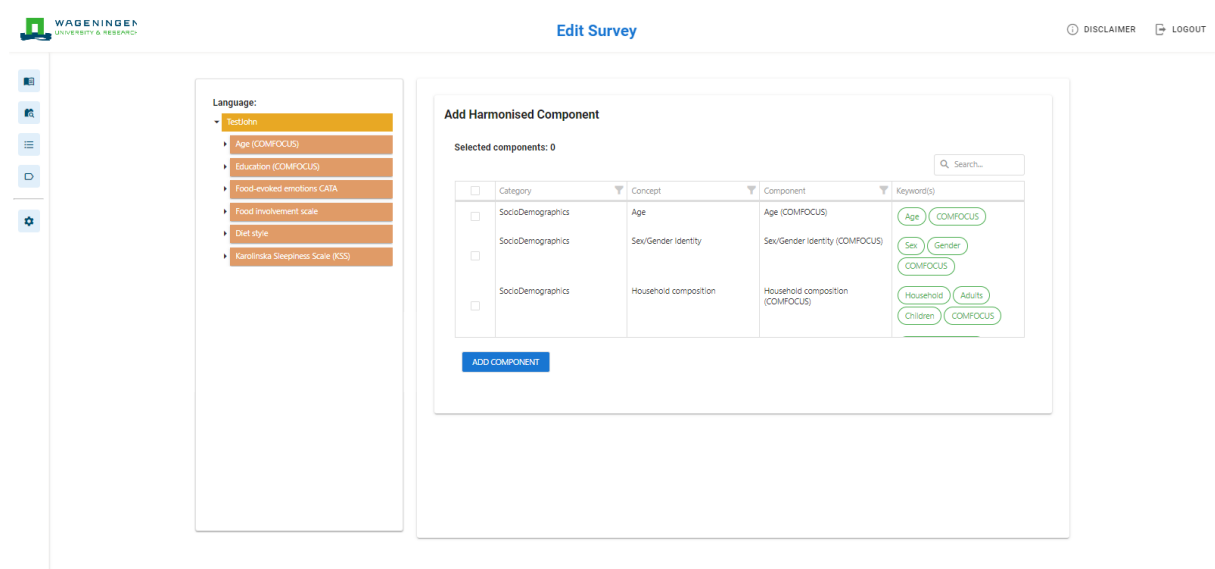 WAGENINGEN
UNIVERSITY & RESEARCH
Edit Survey
DISCLAIMER
LOGOUT
Language:
TestJohn
Age (COMFOCUS)
Education (COMFOCUS)
Food-evoked emotions CATA
Food involvement scale
Diet style
Karolinska Sleepiness Scale (KSS)
Add Harmonised Component
Selected components: 0
Search...
Category Concept Component Keyword(s)
SocioDemographics Age Age (COMFOCUS) Age COMFOCUS
SocioDemographics Sex/Gender Identity Sex/Gender Identity (COMFOCUS) Sex Gender
COMFOCUS
SocioDemographics Household composition Household composition Household Adults
(COMFOCUS) Children COMFOCUS
ADD COMPONENT